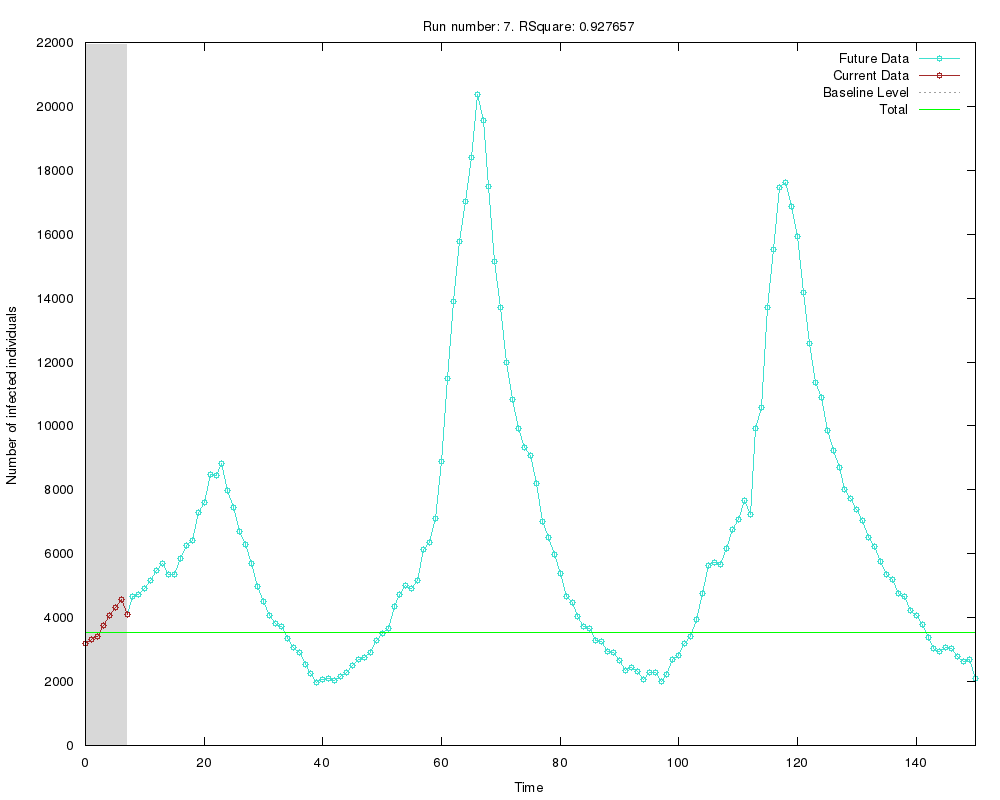 Run number: 7. RSquare: 0.927657
Future Data
Current Data
Baseline Level
Total
Number of infected individuals
22000
20000
18000
16000
14000
12000
10000
8000
6000
4000
2000
0
0 20 40 60 80 100 120 140
Time